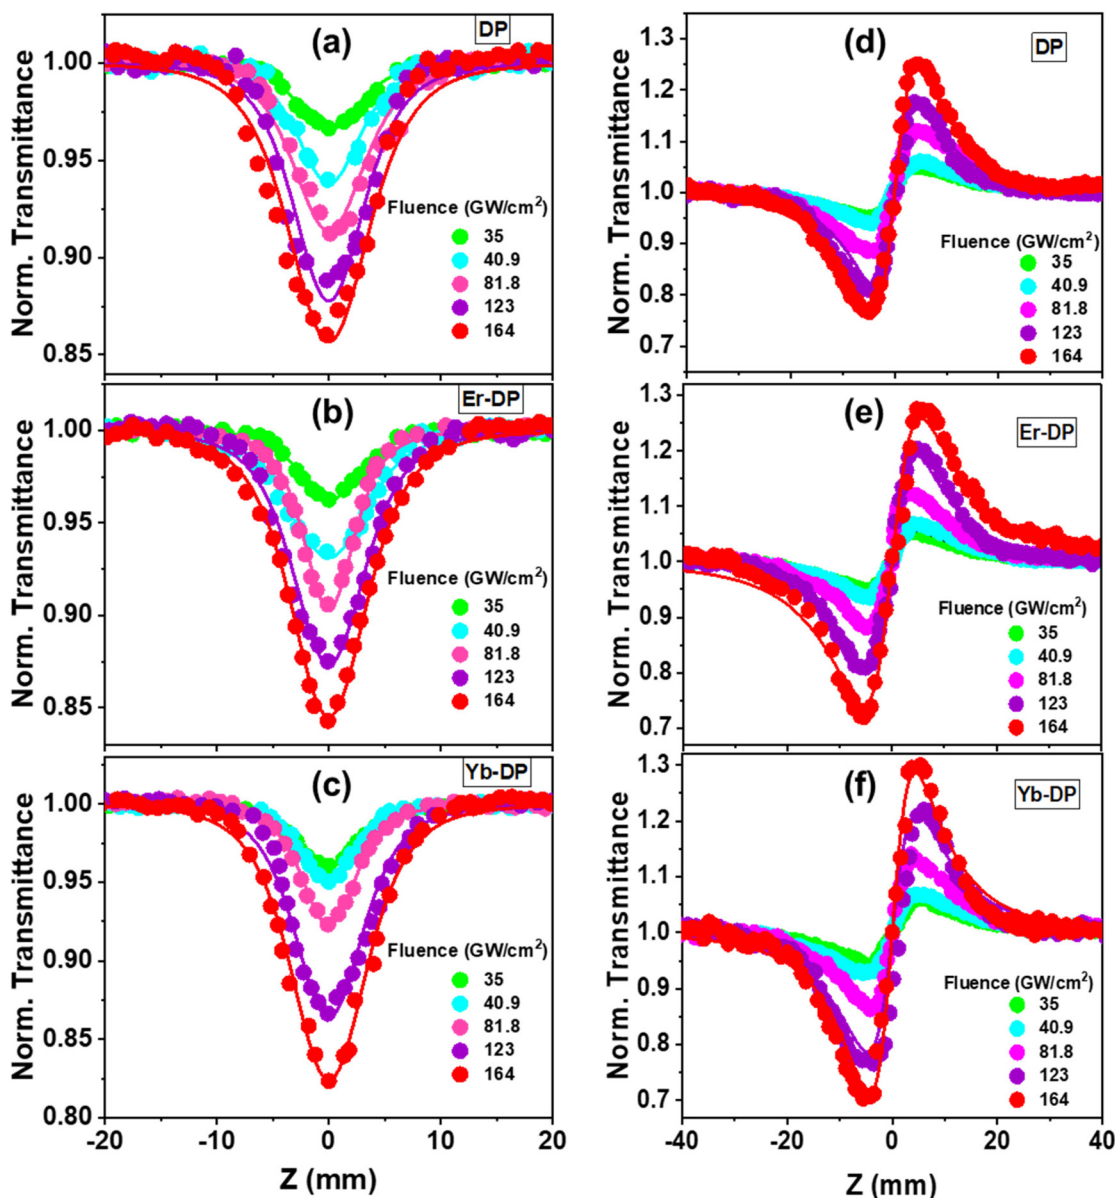 (a)
DP
Norm. Transmittance
1.00
0.95
0.90
0.85
Fluence (GW/cm²)
35
40.9
81.8
123
164
(d)
DP
Norm. Transmittance
1.3
1.2
1.1
1.0
0.9
0.8
0.7
Fluence (GW/cm²)
35
40.9
81.8
123
164
(b)
Er-DP
Norm. Transmittance
1.00
0.95
0.90
0.85
Fluence (GW/cm²)
35
40.9
81.8
123
164
(e)
Er-DP
Norm. Transmittance
1.3
1.2
1.1
1.0
0.9
0.8
0.7
Fluence (GW/cm²)
35
40.9
81.8
123
164
(c)
Yb-DP
Norm. Transmittance
1.00
0.95
0.90
0.85
0.80
Fluence (GW/cm²)
35
40.9
81.8
123
164
-20 -10 0 10 20
Z (mm)
(f)
Yb-DP
Norm. Transmittance
1.3
1.2
1.1
1.0
0.9
0.8
0.7
Fluence (GW/cm²)
35
40.9
81.8
123
164
-40 -20 0 20 40
Z (mm)